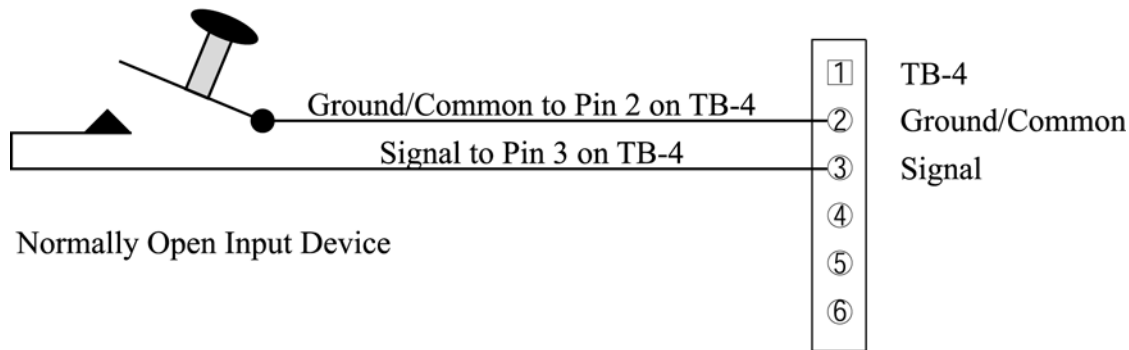 1 TB-4
Ground/Common to Pin 2 on TB-4 2 Ground/Common
Signal to Pin 3 on TB-4 3 Signal
4
Normally Open Input Device
5
6